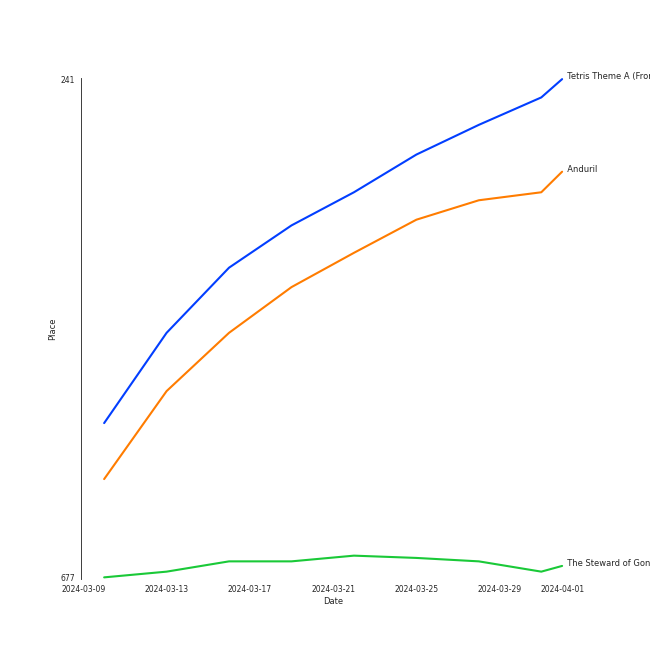 241
Tetris Theme A (Fro
Anduril
Place
The Steward of Gon
677
2024-03-09 2024-03-13 2024-03-17 2024-03-21 2024-03-25 2024-03-29 2024-04-01
Date